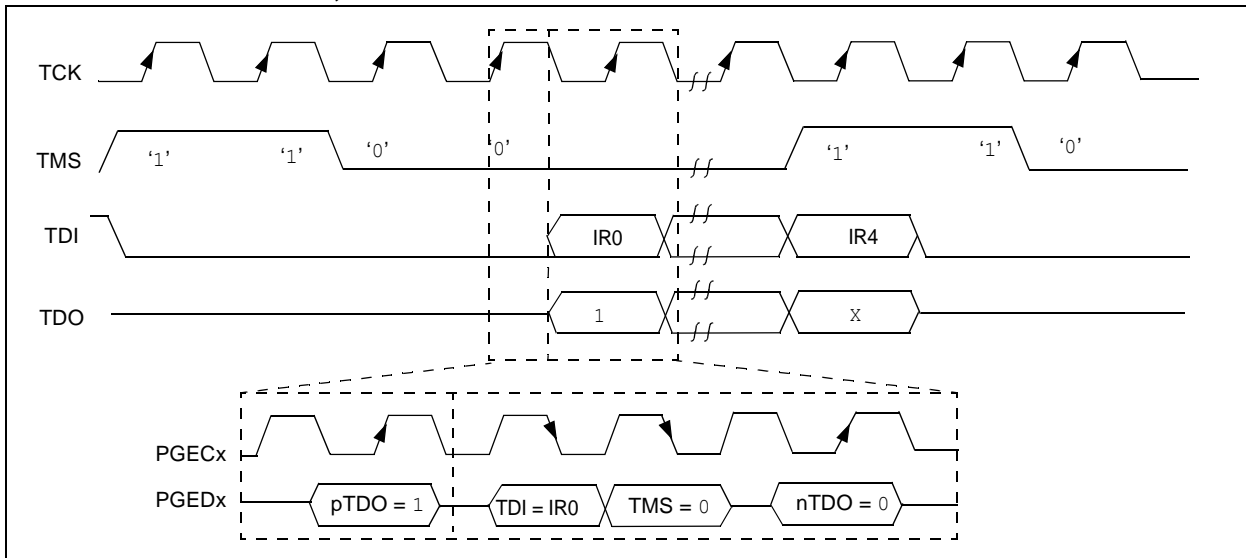 TCK
TMS ‘1’ ‘1’ ‘0’ ‘0’ ‘1’ ‘1’ ‘0’
TDI IR0 IR4
TDO 1 X
PGECx
PGEDx pTDO = 1 TDI = IR0 TMS = 0 nTDO = 0